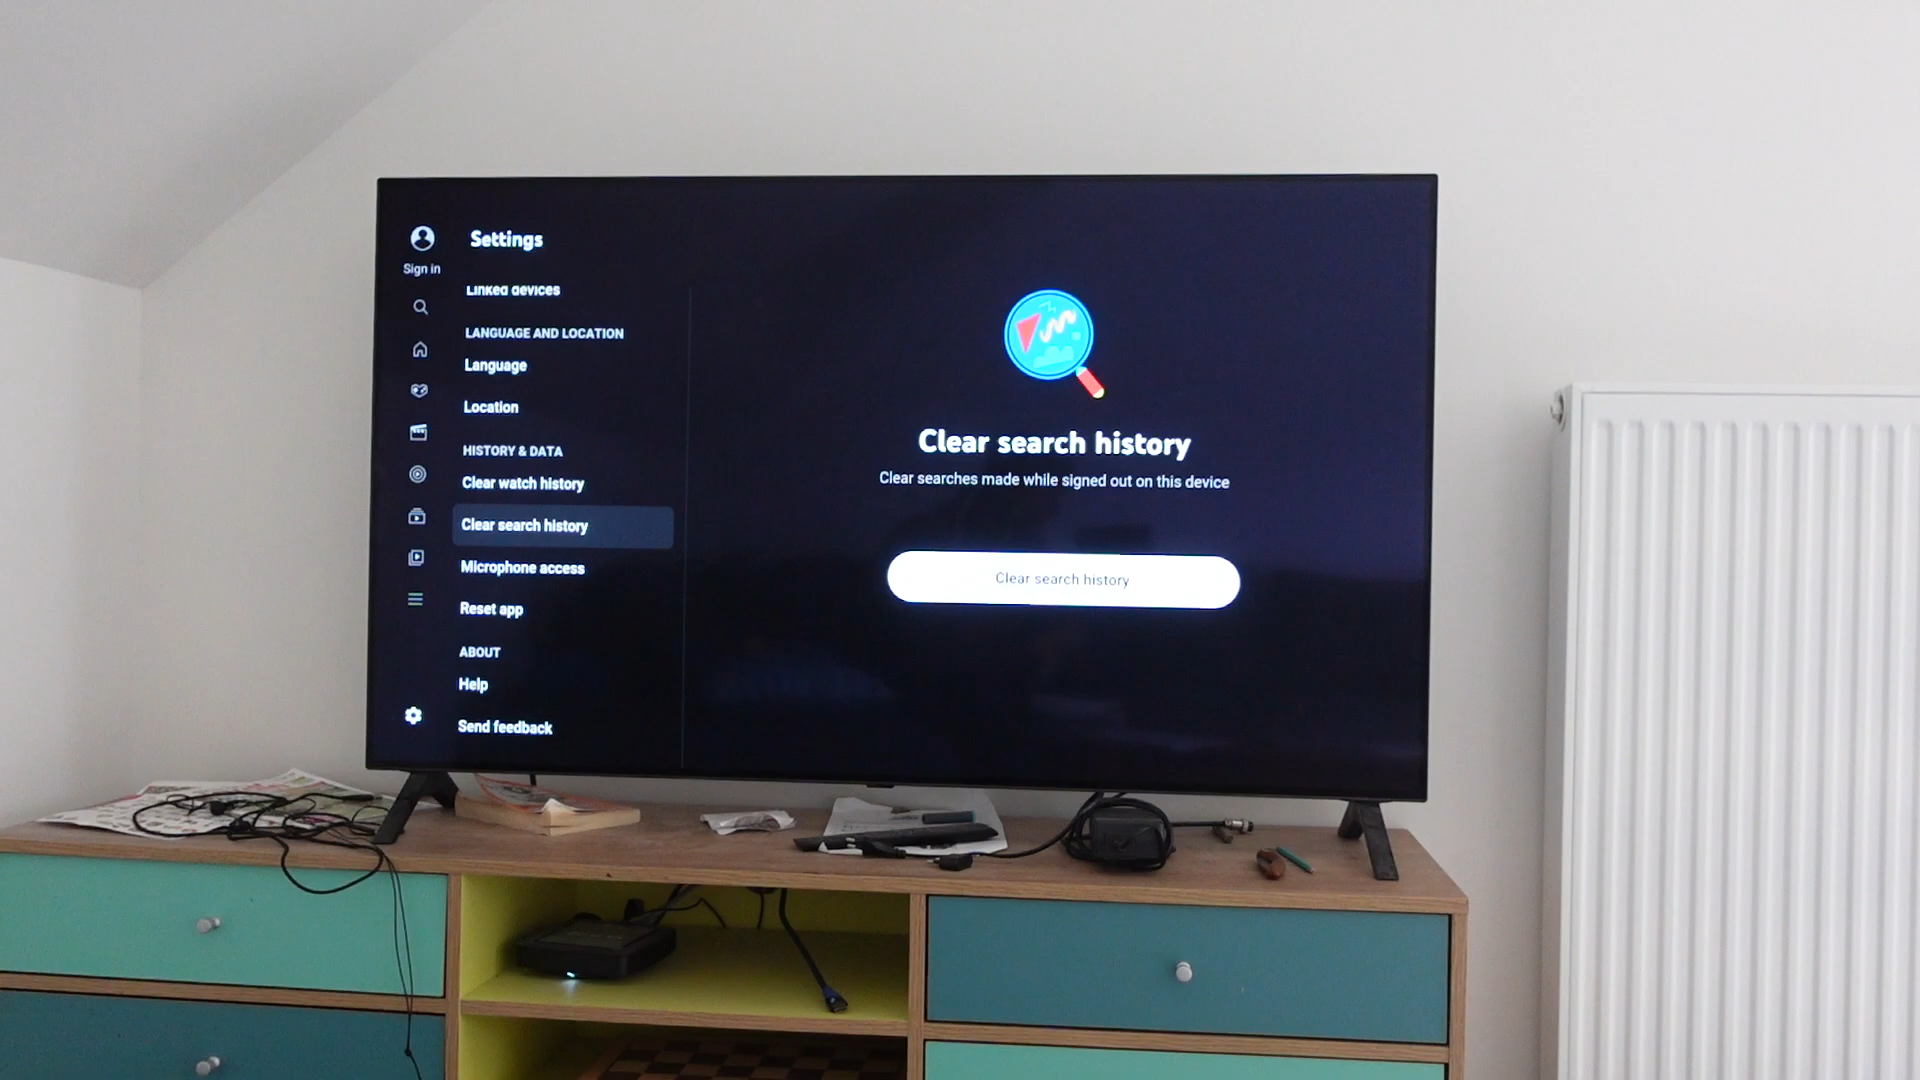 Settings
Sign in
Linked devices
LANGUAGE AND LOCATION
Language
Location
HISTORY & DATA
Clear watch history
Clear search history
Microphone access
Reset app
ABOUT
Help
Send feedback
Clear search history
Clear searches made while signed out on this device
Clear search history